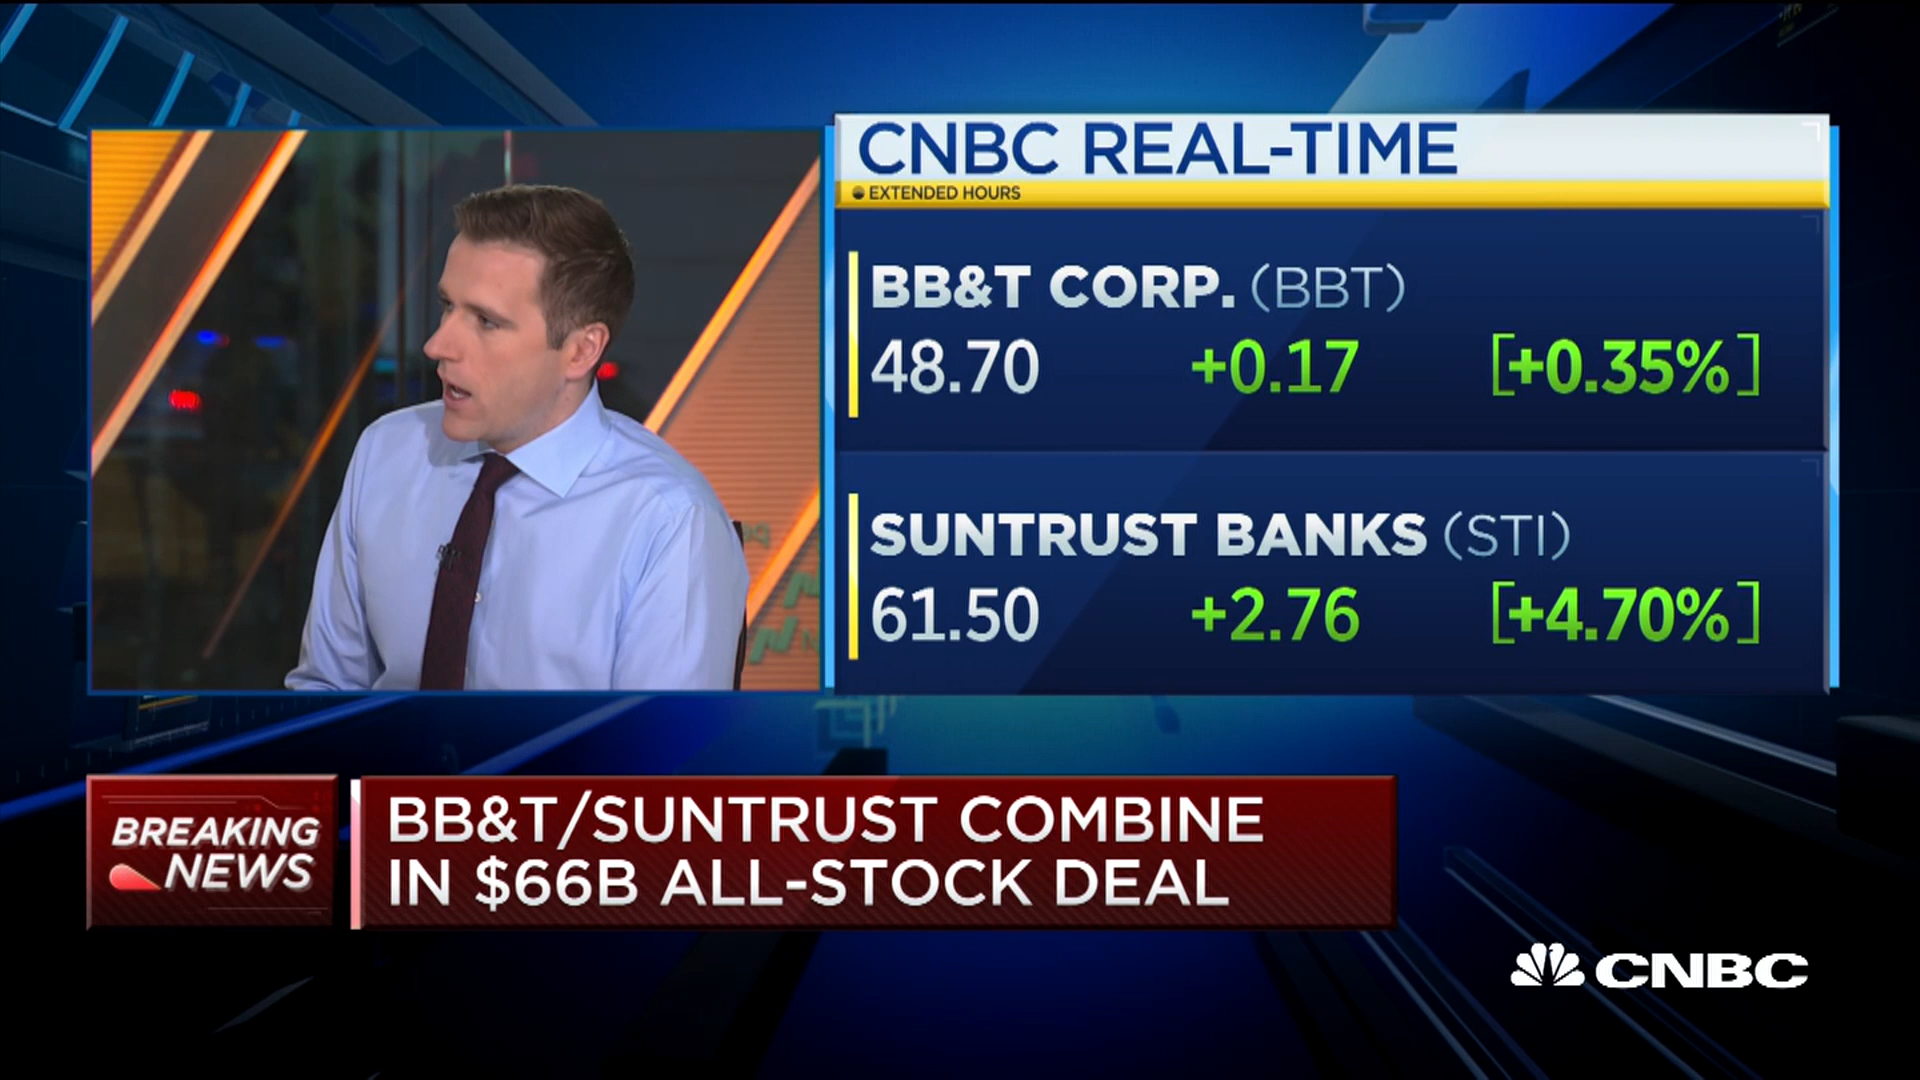 CNBC REAL-TIME
EXTENDED HOURS
BB&T CORP. (BBT)
48.70 +0.17 [+0.35%]
SUNTRUST BANKS (STI)
61.50 +2.76 [+4.70%]
BREAKING NEWS
BB&T/SUNTRUST COMBINE
IN $66B ALL-STOCK DEAL
CNBC